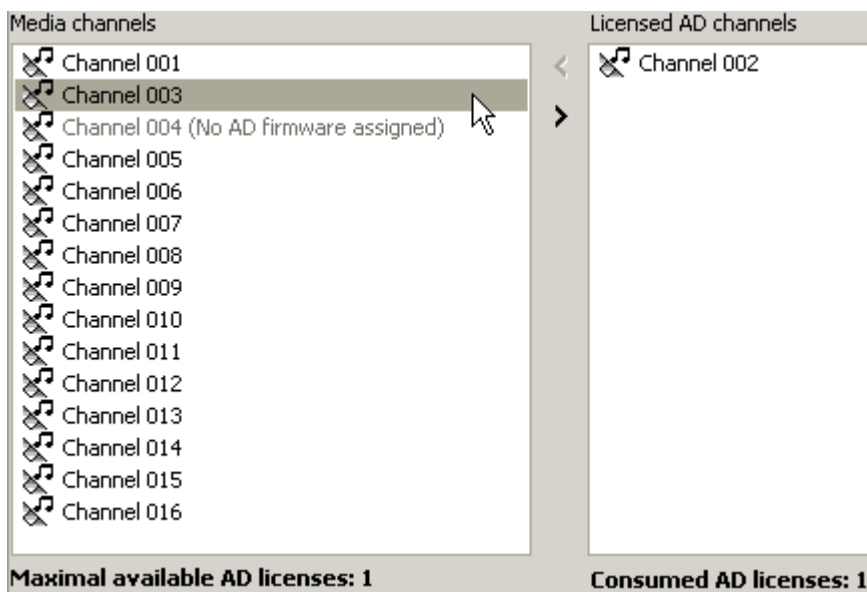 Media channels
Channel 001
Channel 003
Channel 004 (No AD firmware assigned)
Channel 005
Channel 006
Channel 007
Channel 008
Channel 009
Channel 010
Channel 011
Channel 012
Channel 013
Channel 014
Channel 015
Channel 016
Maximal available AD licenses: 1
Licensed AD channels
Channel 002
Consumed AD licenses: 1